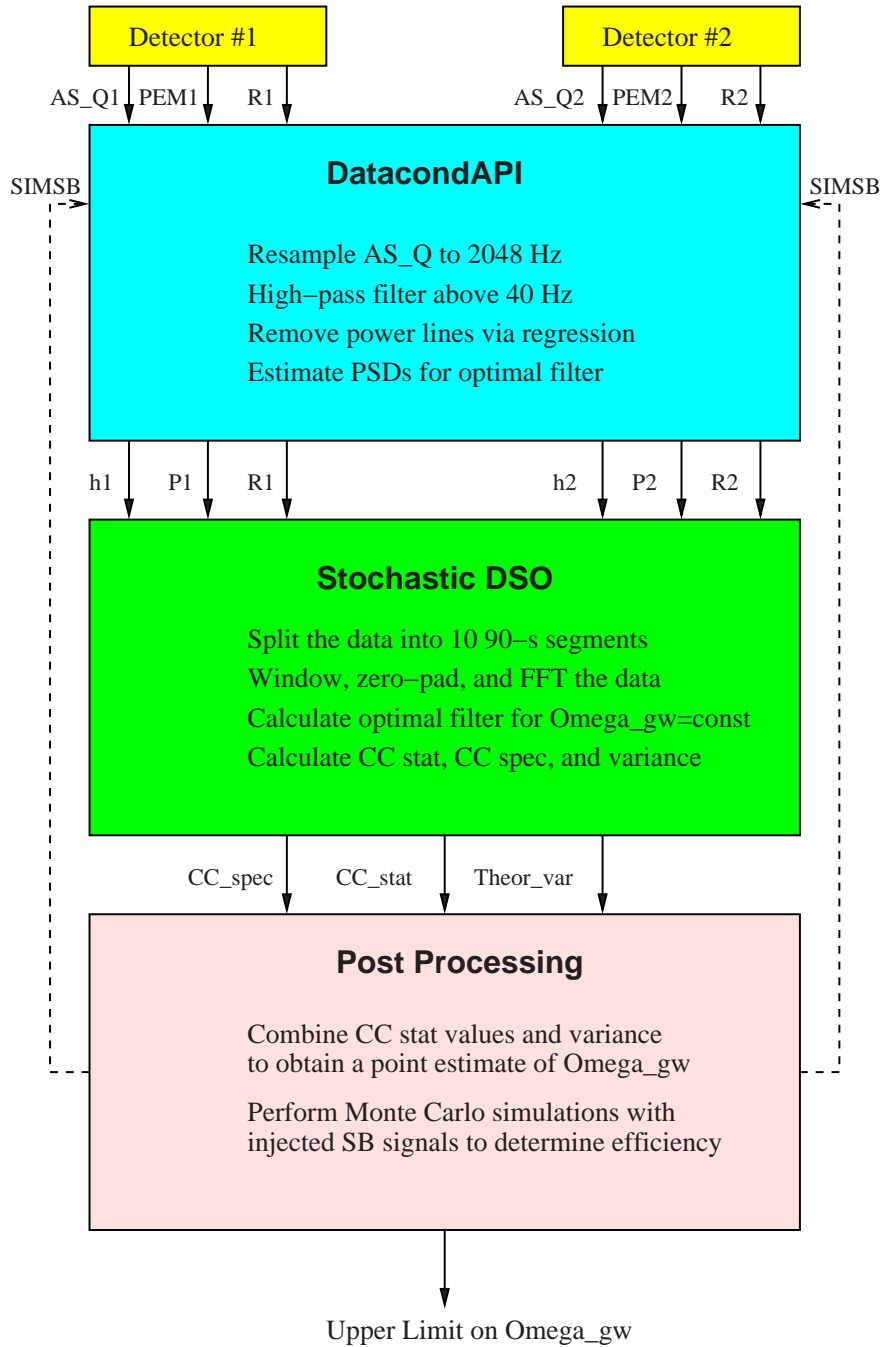 Detector #1
Detector #2
AS_Q1 PEM1 R1
AS_Q2 PEM2 R2
DatacondAPI
SIMSB
SIMSB
Resample AS_Q to 2048 Hz
High−pass filter above 40 Hz
Remove power lines via regression
Estimate PSDs for optimal filter
h1 P1 R1
h2 P2 R2
Stochastic DSO
Split the data into 10 90−s segments
Window, zero−pad, and FFT the data
Calculate optimal filter for Omega_gw=const
Calculate CC stat, CC spec, and variance
CC_spec CC_stat Theor_var
Post Processing
Combine CC stat values and variance
to obtain a point estimate of Omega_gw
Perform Monte Carlo simulations with
injected SB signals to determine efficiency
Upper Limit on Omega_gw